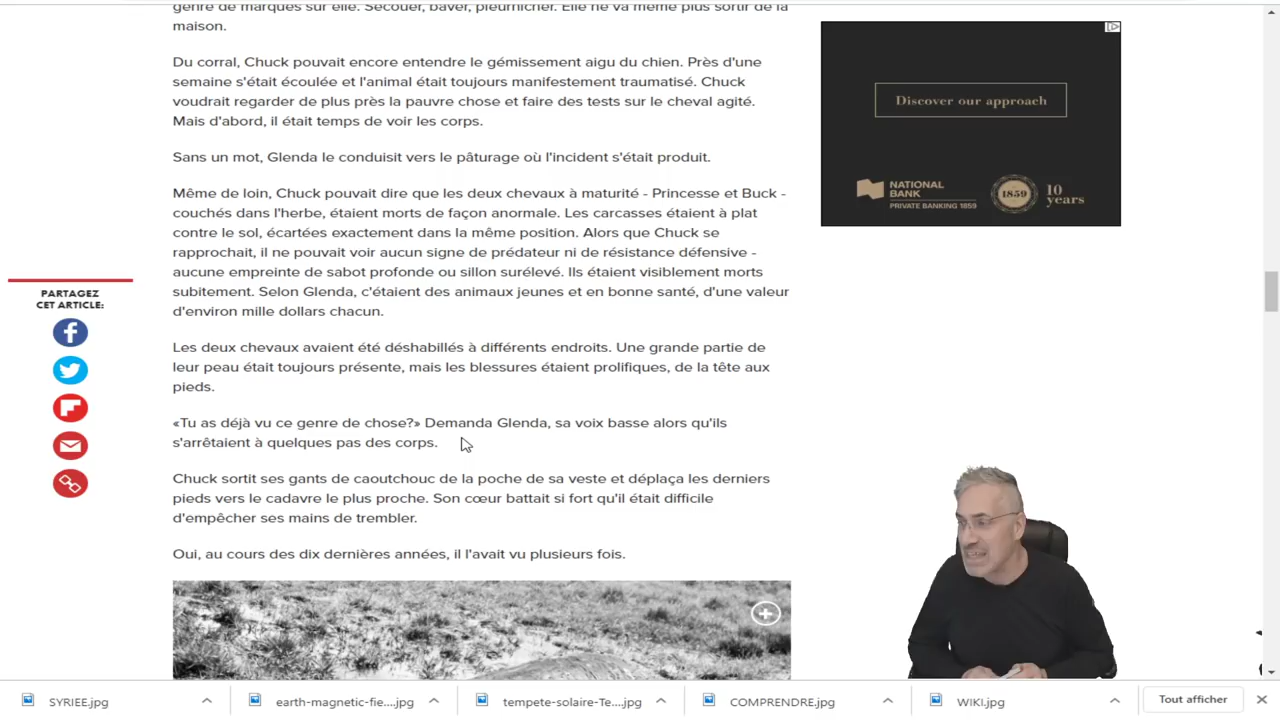 genre de marques sur elle. Secouer, baver, pleurnicher. Elle ne va même plus sortir de la
maison.
Du corral, Chuck pouvait encore entendre le gémissement aigu du chien. Près d'une
semaine s'était écoulée et l'animal était toujours manifestement traumatisé. Chuck
voudrait regarder de plus près la pauvre chose et faire des tests sur le cheval agité.
Mais d'abord, il était temps de voir les corps.
Sans un mot, Glenda le conduisit vers le pâturage où l'incident s'était produit.
Même de loin, Chuck pouvait dire que les deux chevaux à maturité - Princesse et Buck -
couchés dans l'herbe, étaient morts de façon anormale. Les carcasses étaient à plat
contre le sol, écartées exactement dans la même position. Alors que Chuck se
rapprochait, il ne pouvait voir aucun signe de prédateur ni de résistance défensive -
aucune empreinte de sabot profonde ou sillon surélevé. Ils étaient visiblement morts
subitement. Selon Glenda, c'étaient des animaux jeunes et en bonne santé, d'une valeur
d'environ mille dollars chacun.
Les deux chevaux avaient été déshabillés à différents endroits. Une grande partie de
leur peau était toujours présente, mais les blessures étaient prolifiques, de la tête aux
pieds.
«Tu as déjà vu ce genre de chose?» Demanda Glenda, sa voix basse alors qu'ils
s'arrêtaient à quelques pas des corps.
Chuck sortit ses gants de caoutchouc de la poche de sa veste et déplaça les derniers
pieds vers le cadavre le plus proche. Son cœur battait si fort qu'il était difficile
d'empêcher ses mains de trembler.
Oui, au cours des dix dernières années, il l'avait vu plusieurs fois.
PARTAGEZ
CET ARTICLE:
Discover our approach
NATIONAL
BANK
PRIVATE BANKING 1859
1859
10
years
SYRIEE.jpg
earth-magnetic-fie....jpg
tempete-solaire-Te....jpg
COMPRENDRE.jpg
WIKI.jpg
Tout afficher